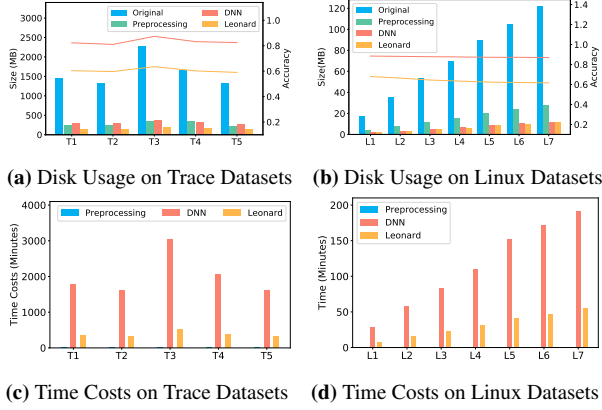 Original
Preprocessing
DNN
Leonard
Size (MB)
3000
2500
2000
1500
1000
500
0
1.0
0.8
0.6
0.4
0.2
Accuracy
T1 T2 T3 T4 T5
(a) Disk Usage on Trace Datasets
Original
Preprocessing
DNN
Leonard
Size(MB)
120
100
80
60
40
20
0
1.4
1.2
1.0
0.8
0.6
0.4
0.2
Accuracy
L1 L2 L3 L4 L5 L6 L7
(b) Disk Usage on Linux Datasets
Preprocessing DNN Leonard
Time Costs (Minutes)
4000
3000
2000
1000
0
T1 T2 T3 T4 T5
(c) Time Costs on Trace Datasets
Preprocessing
DNN
Leonard
Time (Minutes)
200
150
100
50
0
L1 L2 L3 L4 L5 L6 L7
(d) Time Costs on Linux Datasets